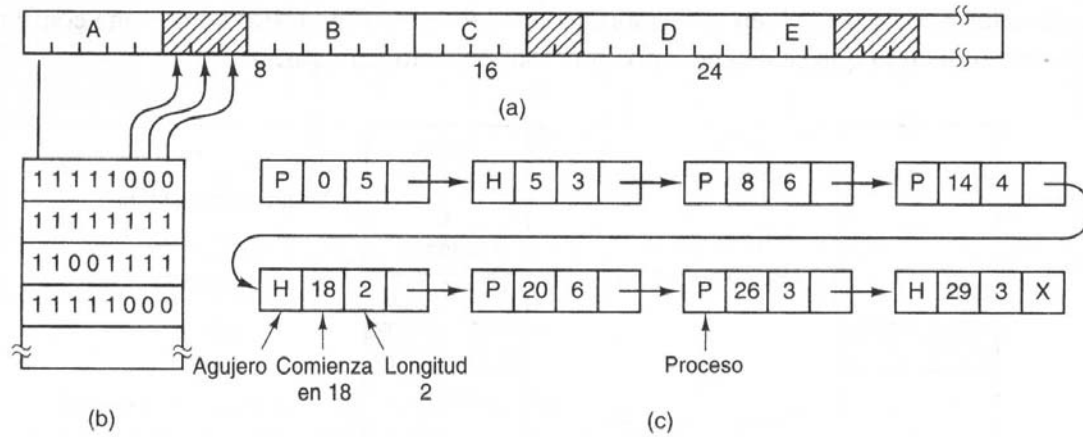 A B C D E
8 16 24
(a)
11111000
11111111
11001111
11111000
P 0 5
H 5 3
P 8 6
P 14 4
H 18 2
P 20 6
P 26 3
H 29 3 X
Agujero Comienza Longitud
en 18 2
Proceso
(b)
(c)